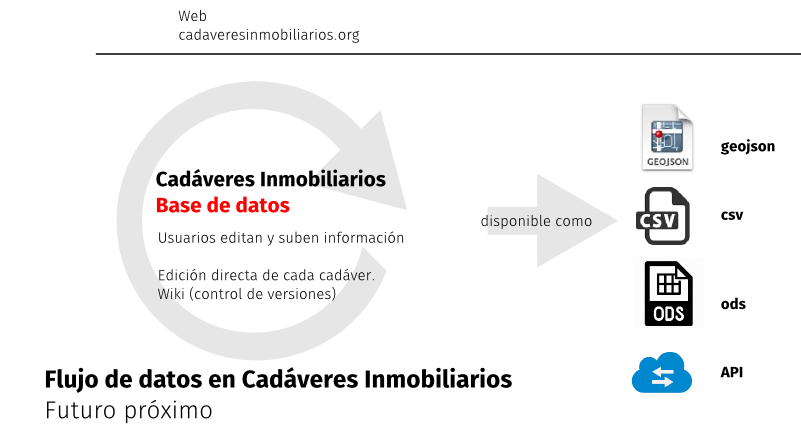 Web
cadaveresinmobiliarios.org
Cadáveres Inmobiliarios
Base de datos
Usuarios editan y suben información
Edición directa de cada cadáver.
Wiki (control de versiones)
disponible como
GEOJSON
geojson
CSV
csv
ODS
ods
API
Flujo de datos en Cadáveres Inmobiliarios
Futuro próximo